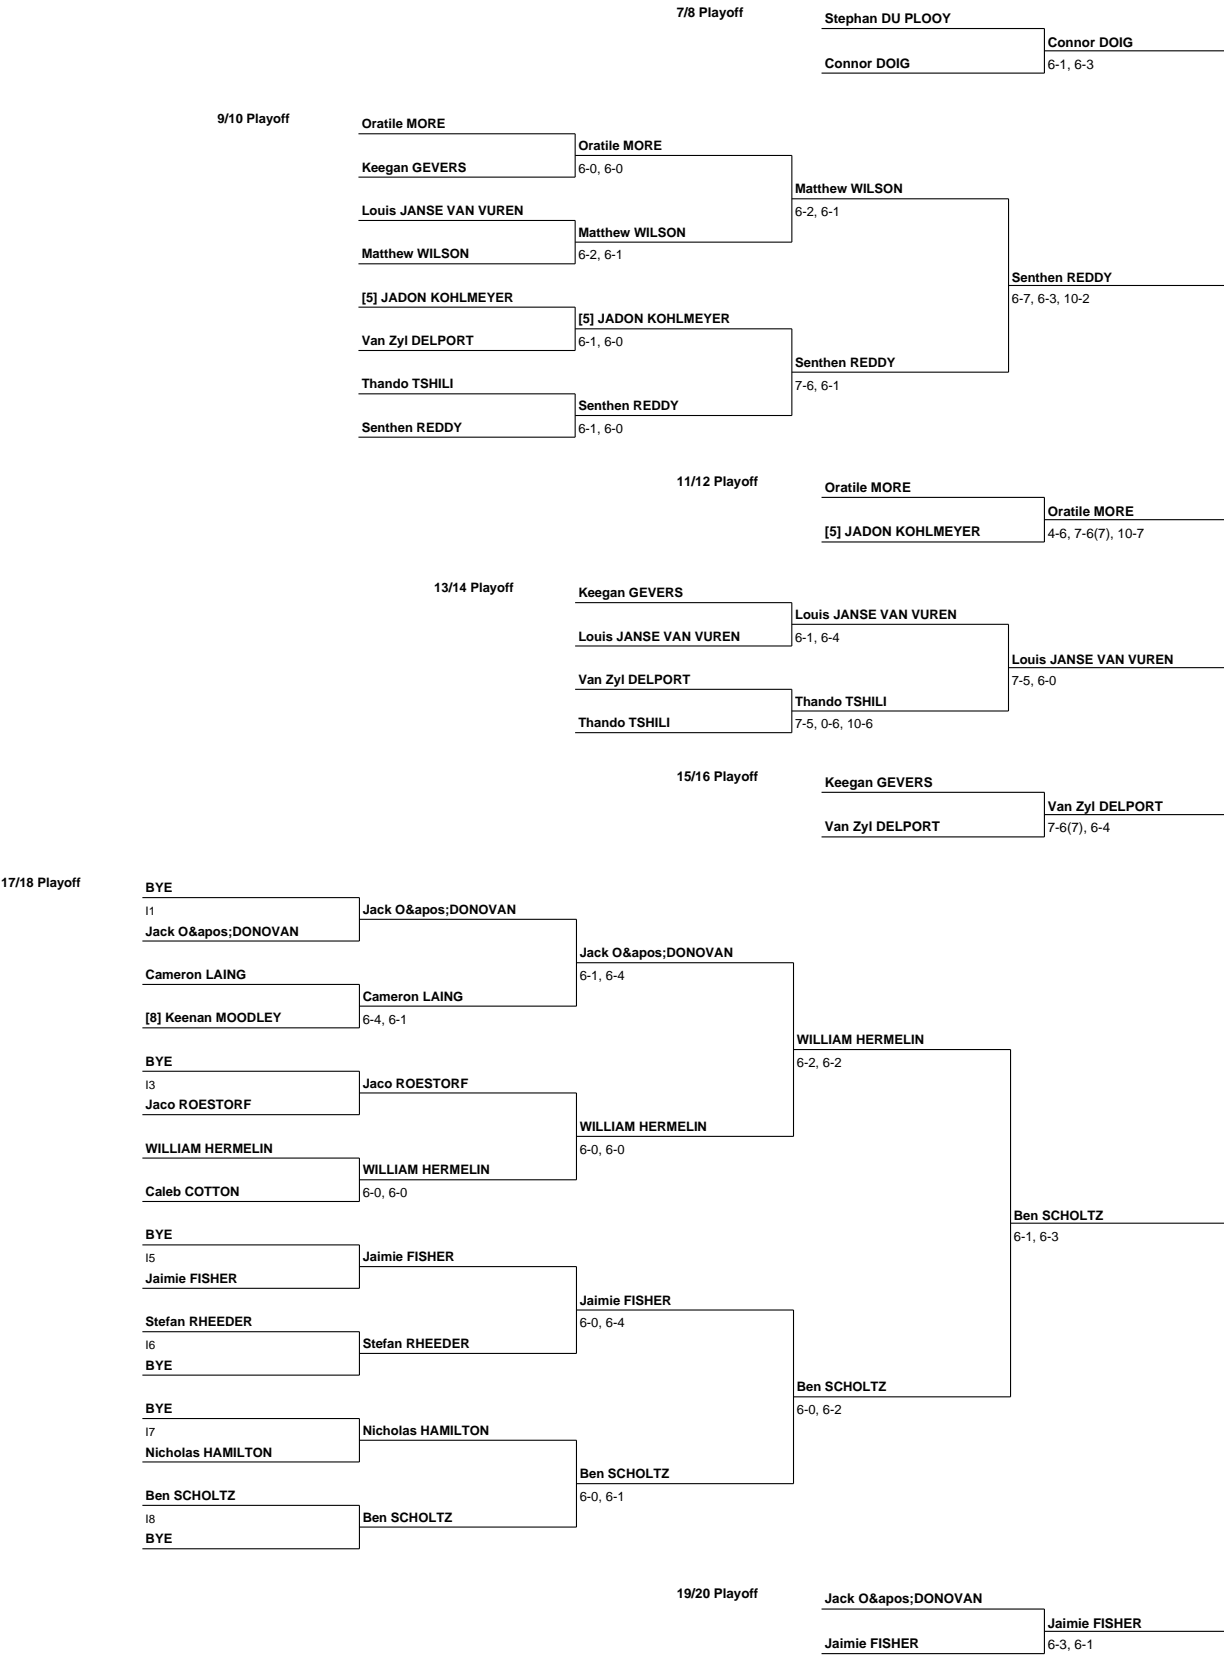 7/8 Playoff
Stephan DU PLOOY
Connor DOIG
Connor DOIG
6-1, 6-3
9/10 Playoff
Oratile MORE
Oratile MORE
Keegan GEVERS
6-0, 6-0
Matthew WILSON
Louis JANSE VAN VUREN
6-2, 6-1
Matthew WILSON
Matthew WILSON
6-2, 6-1
Senthen REDDY
[5] JADON KOHLMEYER
6-7, 6-3, 10-2
[5] JADON KOHLMEYER
Van Zyl DELPORT
6-1, 6-0
Senthen REDDY
Thando TSHILI
7-6, 6-1
Senthen REDDY
Senthen REDDY
6-1, 6-0
11/12 Playoff
Oratile MORE
Oratile MORE
[5] JADON KOHLMEYER
4-6, 7-6(7), 10-7
13/14 Playoff
Keegan GEVERS
Louis JANSE VAN VUREN
Louis JANSE VAN VUREN
6-1, 6-4
Louis JANSE VAN VUREN
Van Zyl DELPORT
7-5, 6-0
Thando TSHILI
Thando TSHILI
7-5, 0-6, 10-6
15/16 Playoff
Keegan GEVERS
Van Zyl DELPORT
Van Zyl DELPORT
7-6(7), 6-4
17/18 Playoff
BYE
I1
Jack O&apos;DONOVAN
Jack O&apos;DONOVAN
Jack O&apos;DONOVAN
Cameron LAING
6-1, 6-4
Cameron LAING
[8] Keenan MOODLEY
6-4, 6-1
WILLIAM HERMELIN
BYE
6-2, 6-2
I3
Jaco ROESTORF
Jaco ROESTORF
WILLIAM HERMELIN
WILLIAM HERMELIN
6-0, 6-0
WILLIAM HERMELIN
Caleb COTTON
6-0, 6-0
Ben SCHOLTZ
BYE
6-1, 6-3
I5
Jaimie FISHER
Jaimie FISHER
Jaimie FISHER
Stefan RHEEDER
6-0, 6-4
I6
Stefan RHEEDER
BYE
Ben SCHOLTZ
BYE
6-0, 6-2
I7
Nicholas HAMILTON
Nicholas HAMILTON
Ben SCHOLTZ
Ben SCHOLTZ
6-0, 6-1
I8
Ben SCHOLTZ
BYE
19/20 Playoff
Jack O&apos;DONOVAN
Jaimie FISHER
Jaimie FISHER
6-3, 6-1